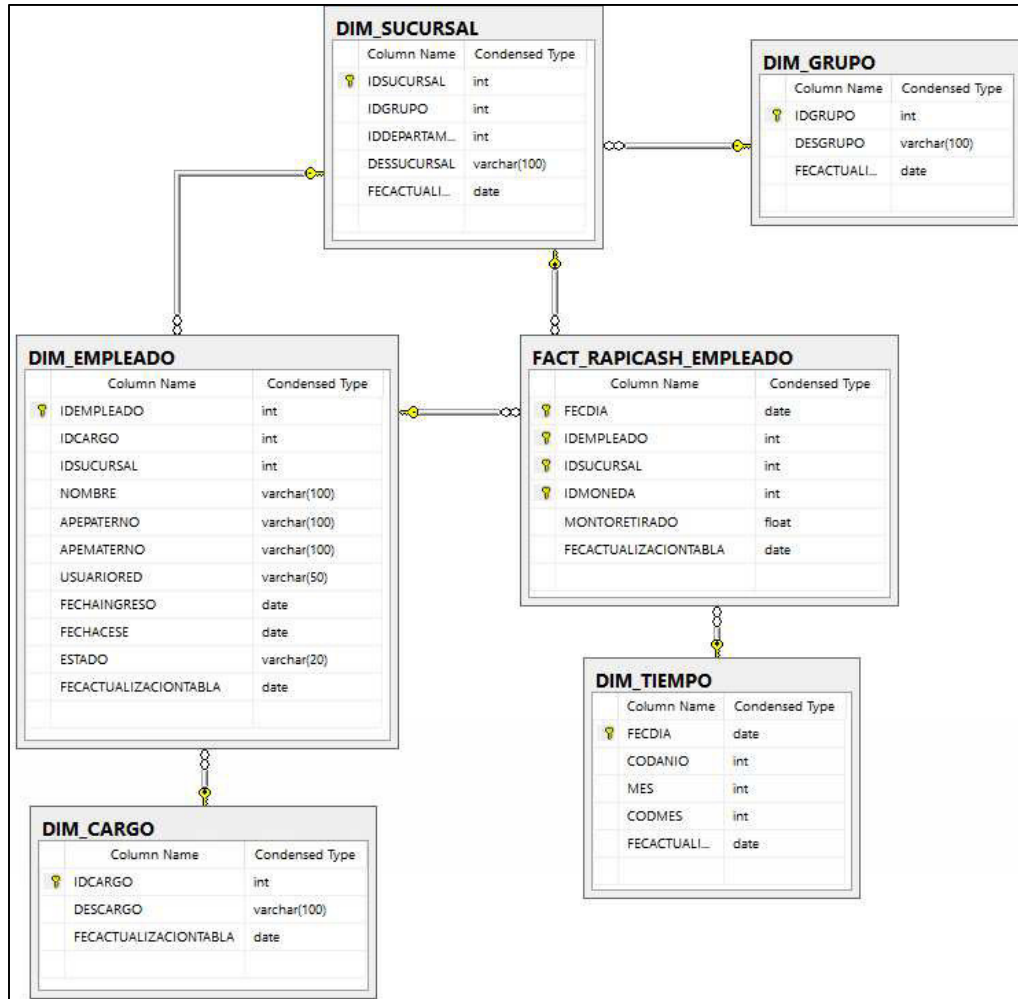 DIM_SUCURSAL
Column Name Condensed Type
IDSUCURSAL int
IDGRUPO int
IDDEPARTAM... int
DESSUCURSAL varchar(100)
FECACTUALI... date
DIM_GRUPO
Column Name Condensed Type
IDGRUPO int
DESGRUPO varchar(100)
FECACTUALI... date
DIM_EMPLEADO
Column Name Condensed Type
IDEMPLEADO int
IDCARGO int
IDSUCURSAL int
NOMBRE varchar(100)
APEPATERNO varchar(100)
APEMATERNO varchar(100)
USUARIORED varchar(50)
FECHAINGRESO date
FECHACESE date
ESTADO varchar(20)
FECACTUALIZACIONTABLA date
FACT_RAPICASH_EMPLEADO
Column Name Condensed Type
FECDIA date
IDEMPLEADO int
IDSUCURSAL int
IDMONEDA int
MONTORETIRADO float
FECACTUALIZACIONTABLA date
DIM_TIEMPO
Column Name Condensed Type
FECDIA date
CODANIO int
MES int
CODMES int
FECACTUALI... date
DIM_CARGO
Column Name Condensed Type
IDCARGO int
DESCARGO varchar(100)
FECACTUALIZACIONTABLA date